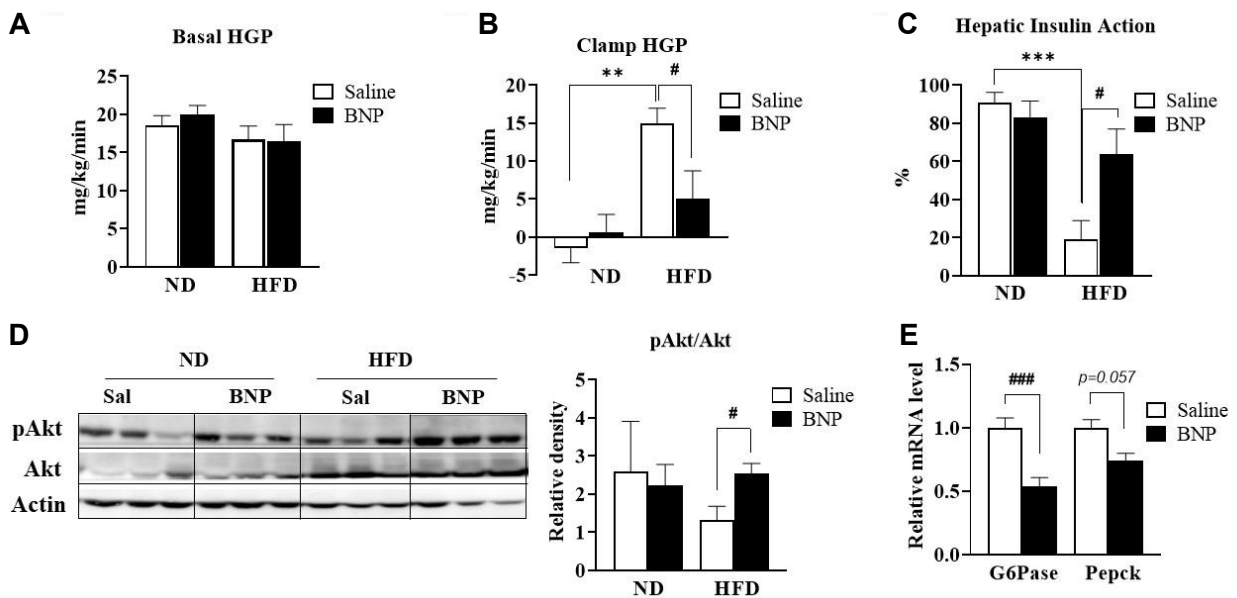 A
Basal HGP
mg/kg/min
25
20
15
10
5
0
ND
HFD
Saline
BNP
B
Clamp HGP
mg/kg/min
20
15
10
5
0
-5
**
#
ND
HFD
Saline
BNP
C
Hepatic Insulin Action
%
100
80
60
40
20
0
***
#
ND
HFD
Saline
BNP
D
ND
HFD
Sal
BNP
Sal
BNP
pAkt
Akt
Actin
pAkt/Akt
Relative density
5
4
3
2
1
0
#
ND
HFD
Saline
BNP
E
Relative mRNA level
1.5
1.0
0.5
0.0
###
p=0.057
G6Pase
Pepck
Saline
BNP